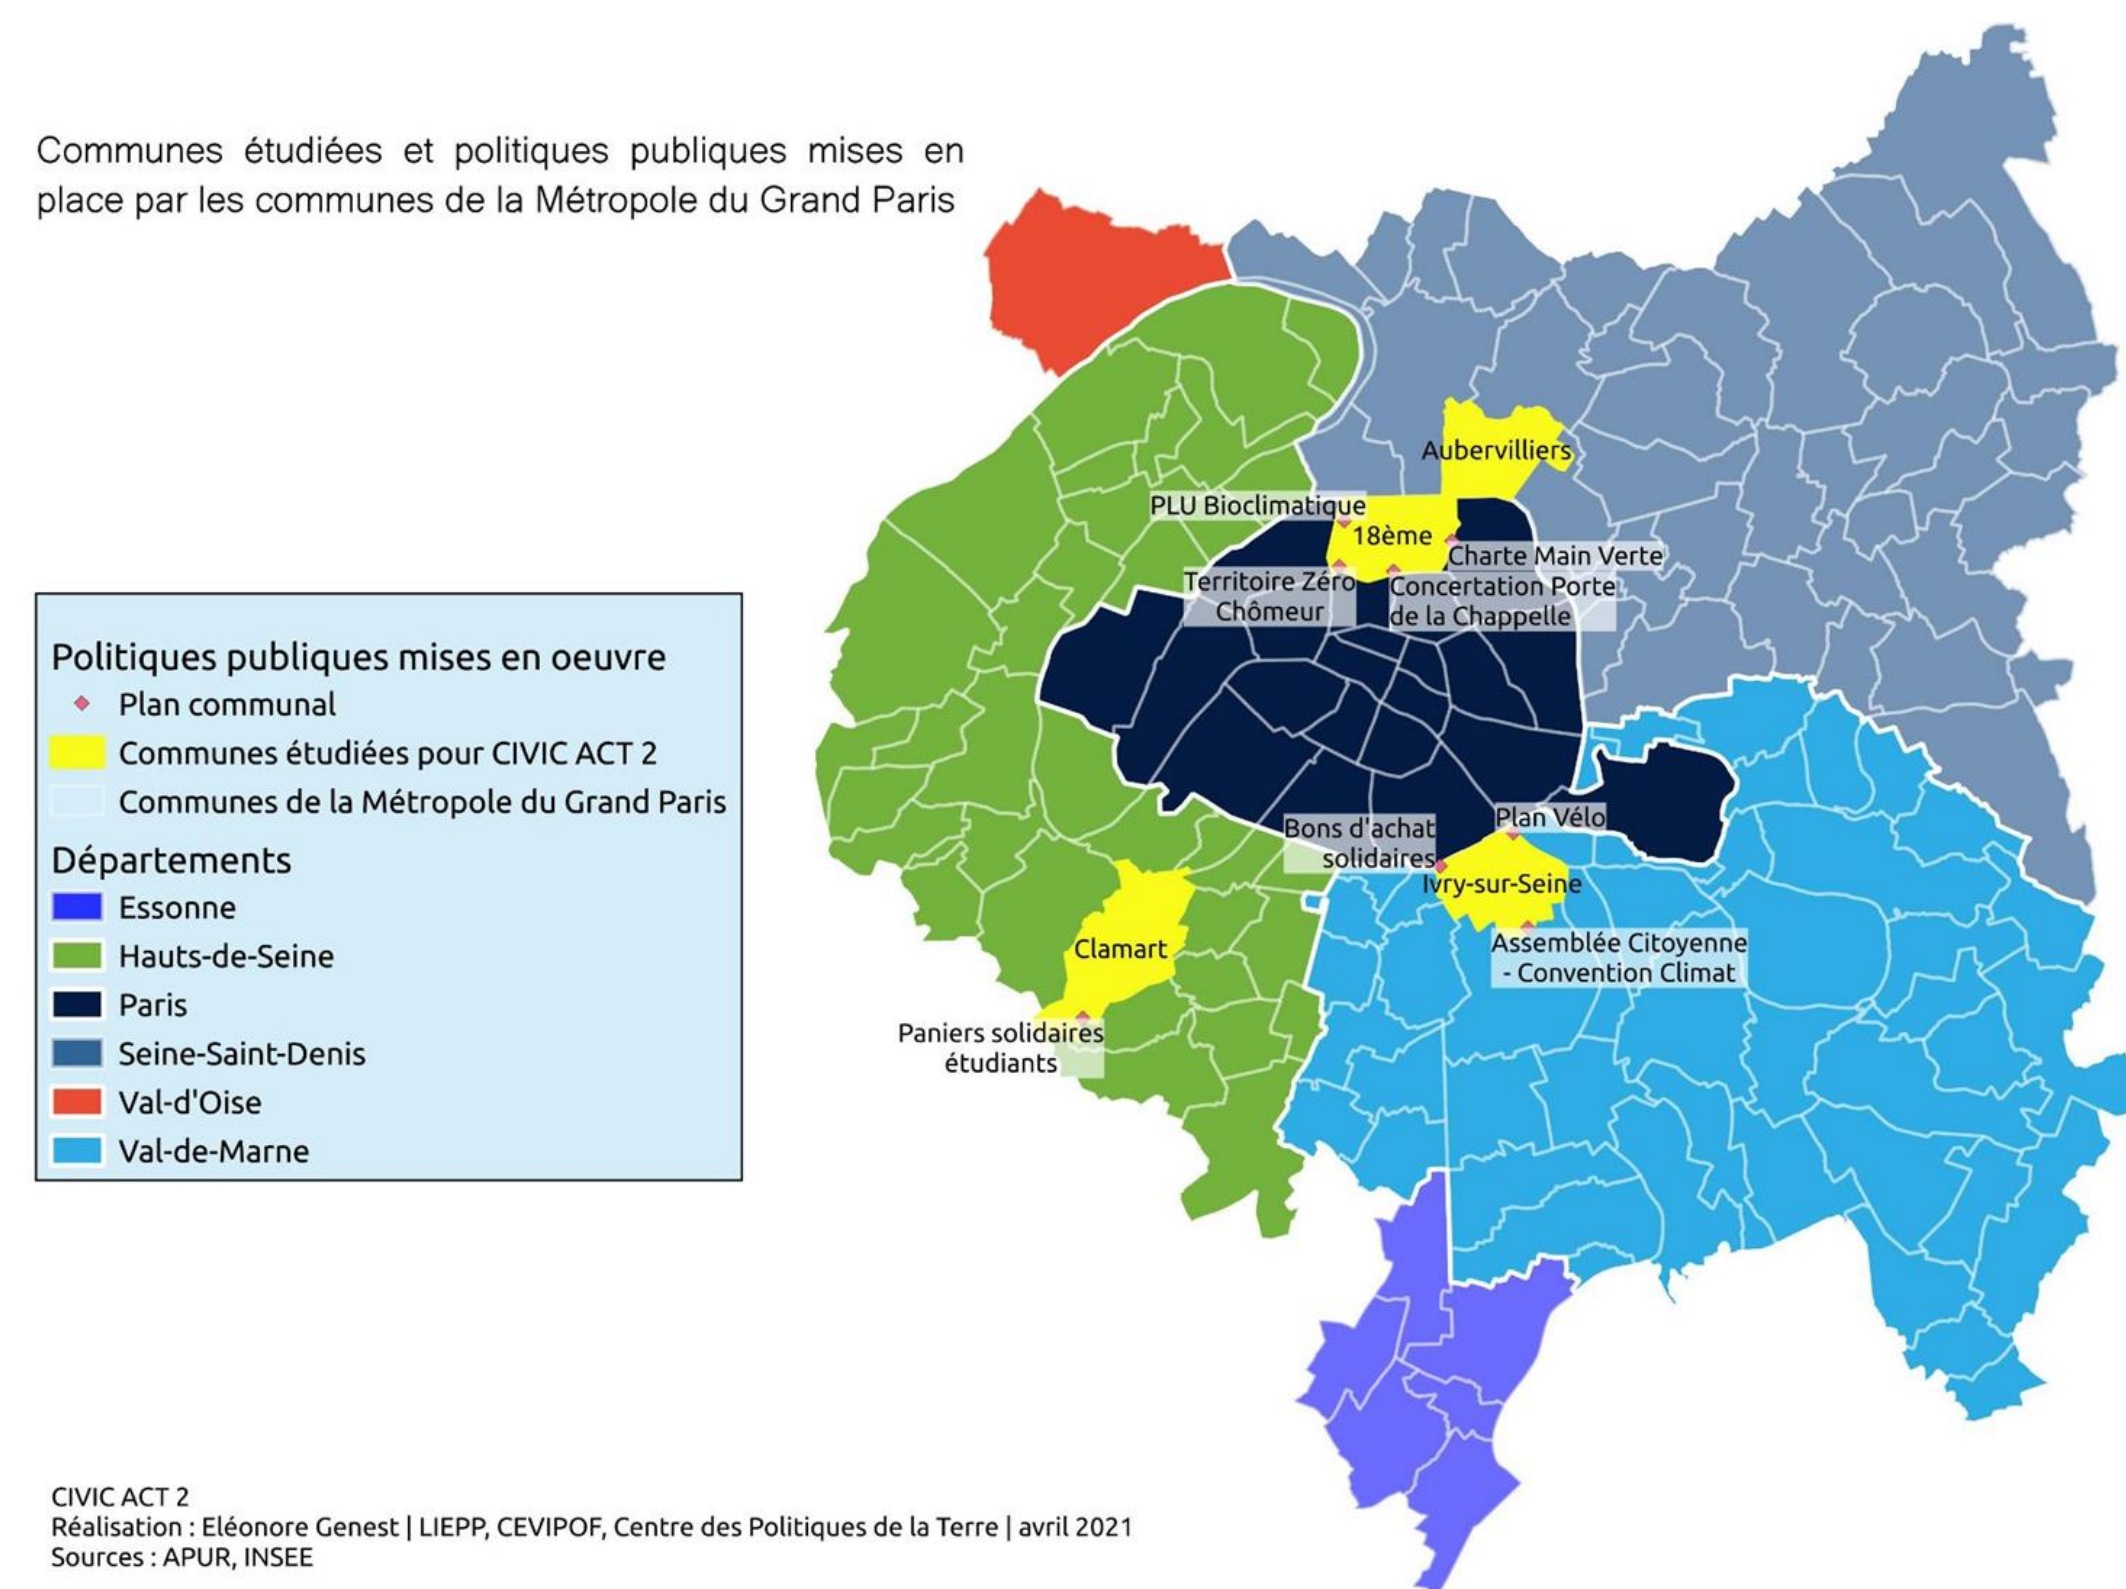 Communes étudiées et politiques publiques mises en
place par les communes de la Métropole du Grand Paris
Aubervilliers
PLU Bioclimatique
18ème
Charte Main Verte
Territoire Zéro
Chômeur
Concertation Porte
de la Chappelle
Politiques publiques mises en oeuvre
Plan communal
Communes étudiées pour CIVIC ACT 2
Communes de la Métropole du Grand Paris
Départements
Essonne
Hauts-de-Seine
Paris
Seine-Saint-Denis
Val-d'Oise
Val-de-Marne
Bons d'achat
solidaires
Plan Vélo
Ivry-sur-Seine
Assemblée Citoyenne
- Convention Climat
Clamart
Paniers solidaires
étudiants
CIVIC ACT 2
Réalisation : Eléonore Genest | LIEPP, CEVIPOF, Centre des Politiques de la Terre | avril 2021
Sources : APUR, INSEE